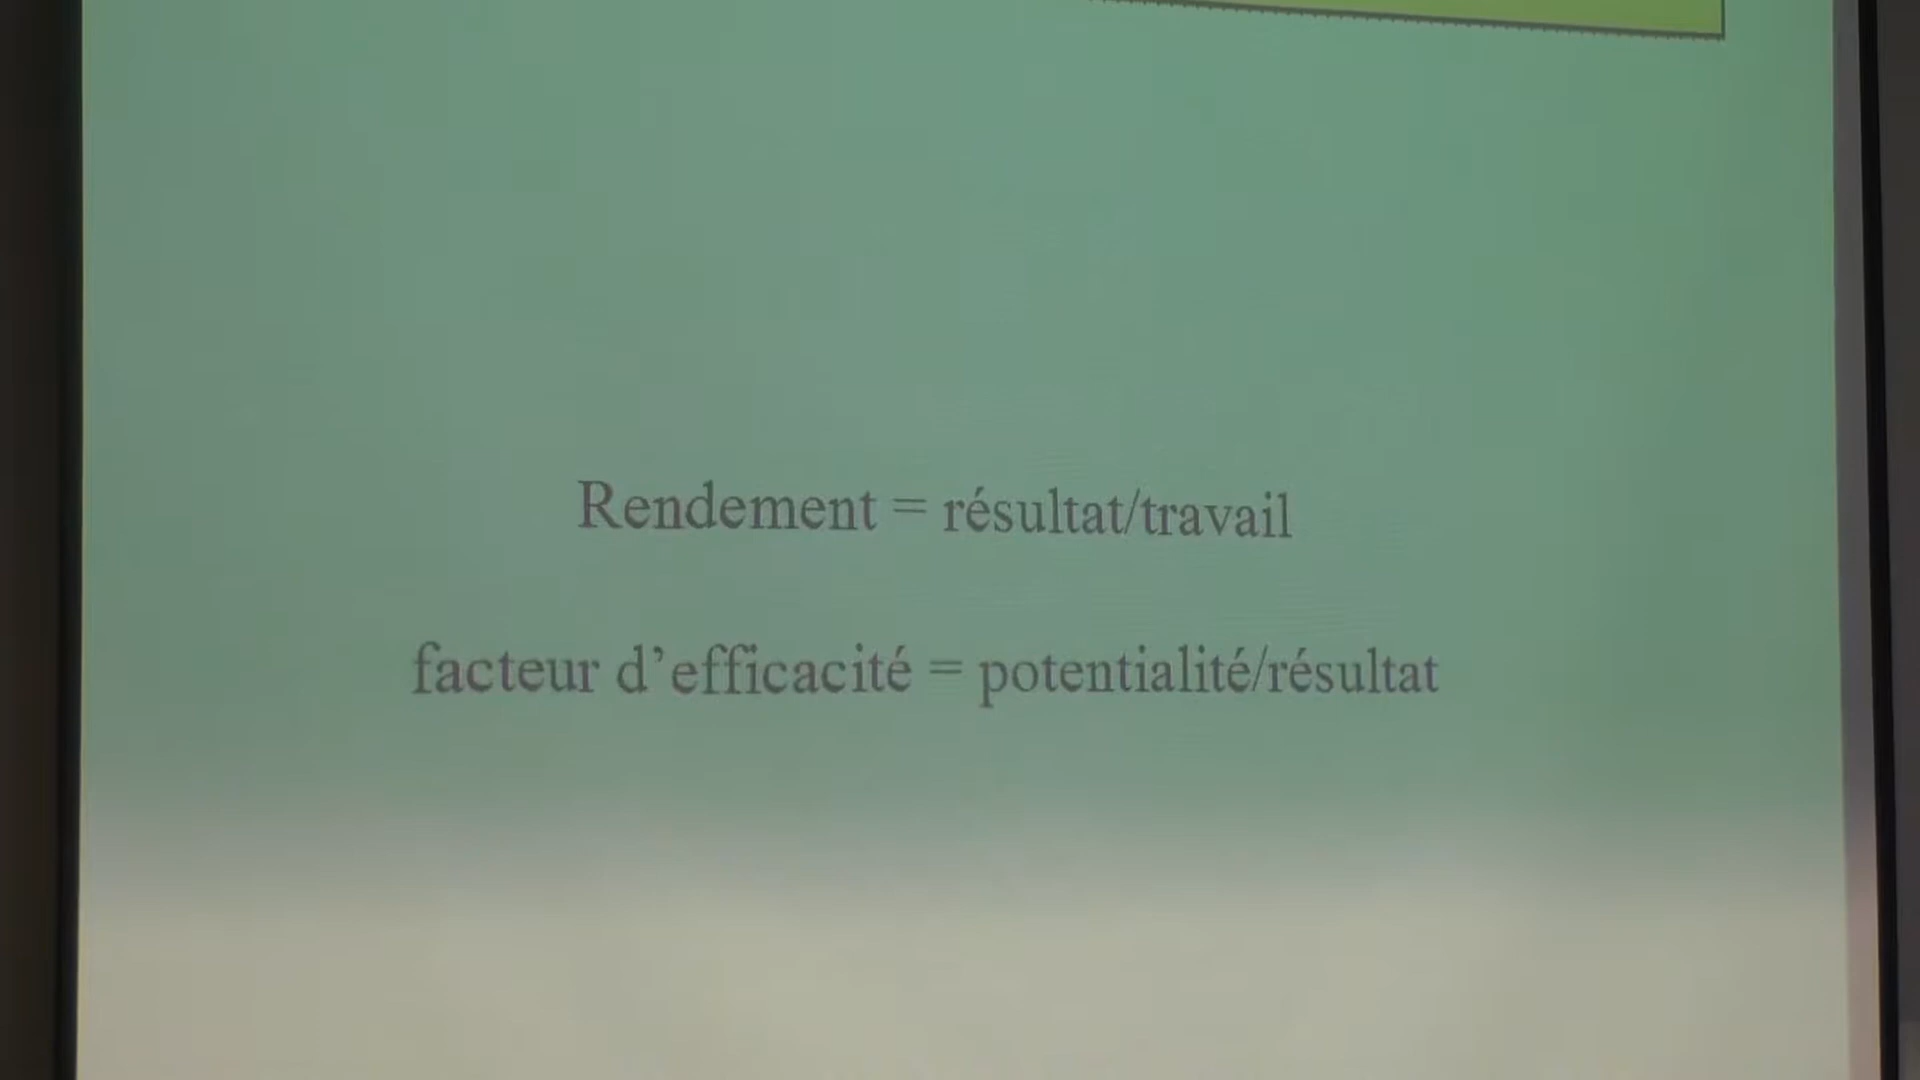 Rendement = résultat/travail
facteur d’efficacité = potentialité/résultat